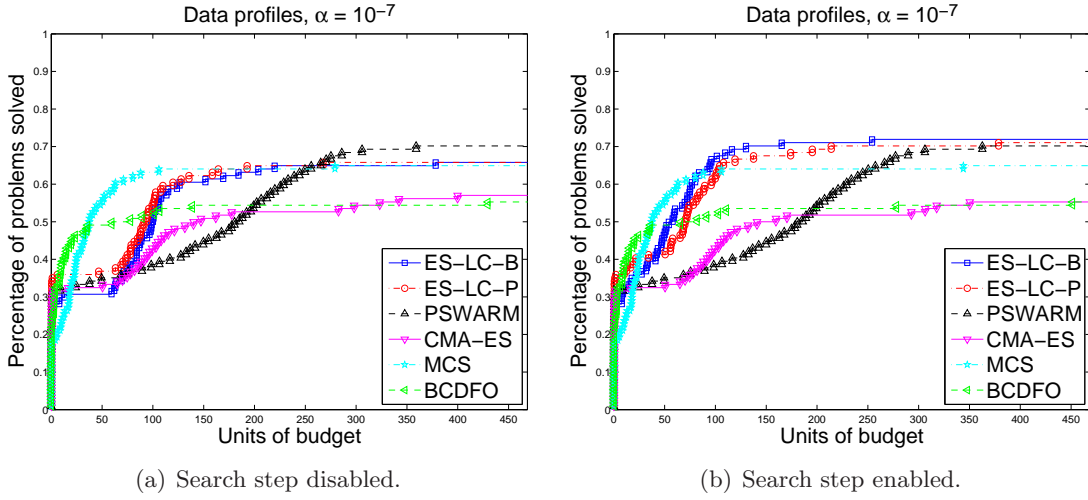 Data profiles, α = 10⁻⁷
Percentage of problems solved
1
0.9
0.8
0.7
0.6
0.5
0.4
0.3
0.2
0.1
0
0 50 100 150 200 250 300 350 400 450
Units of budget
ES−LC−B
ES−LC−P
PSWARM
CMA−ES
MCS
BCDFO
(a) Search step disabled.
Data profiles, α = 10⁻⁷
Percentage of problems solved
1
0.9
0.8
0.7
0.6
0.5
0.4
0.3
0.2
0.1
0
0 50 100 150 200 250 300 350 400 450
Units of budget
ES−LC−B
ES−LC−P
PSWARM
CMA−ES
MCS
BCDFO
(b) Search step enabled.